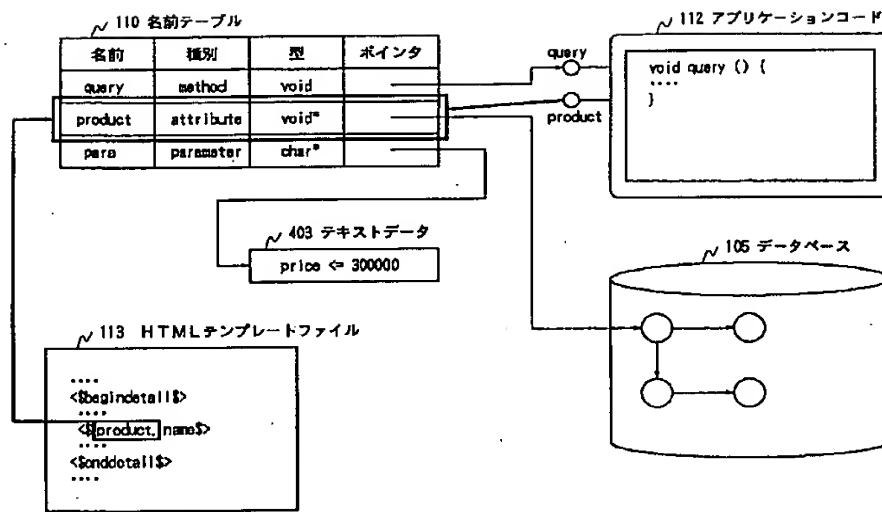 110 名前テーブル
名前 種別 型 ポインタ
query method void
product attribute void*
para parameter char*
query
product
112 アプリケーションコード
void query () {
····
}
403 テキストデータ
price <= 300000
105 データベース
113 HTMLテンプレートファイル
····
<$begindetail$>
····
<$product.name$>
····
<$enddetail$>
····